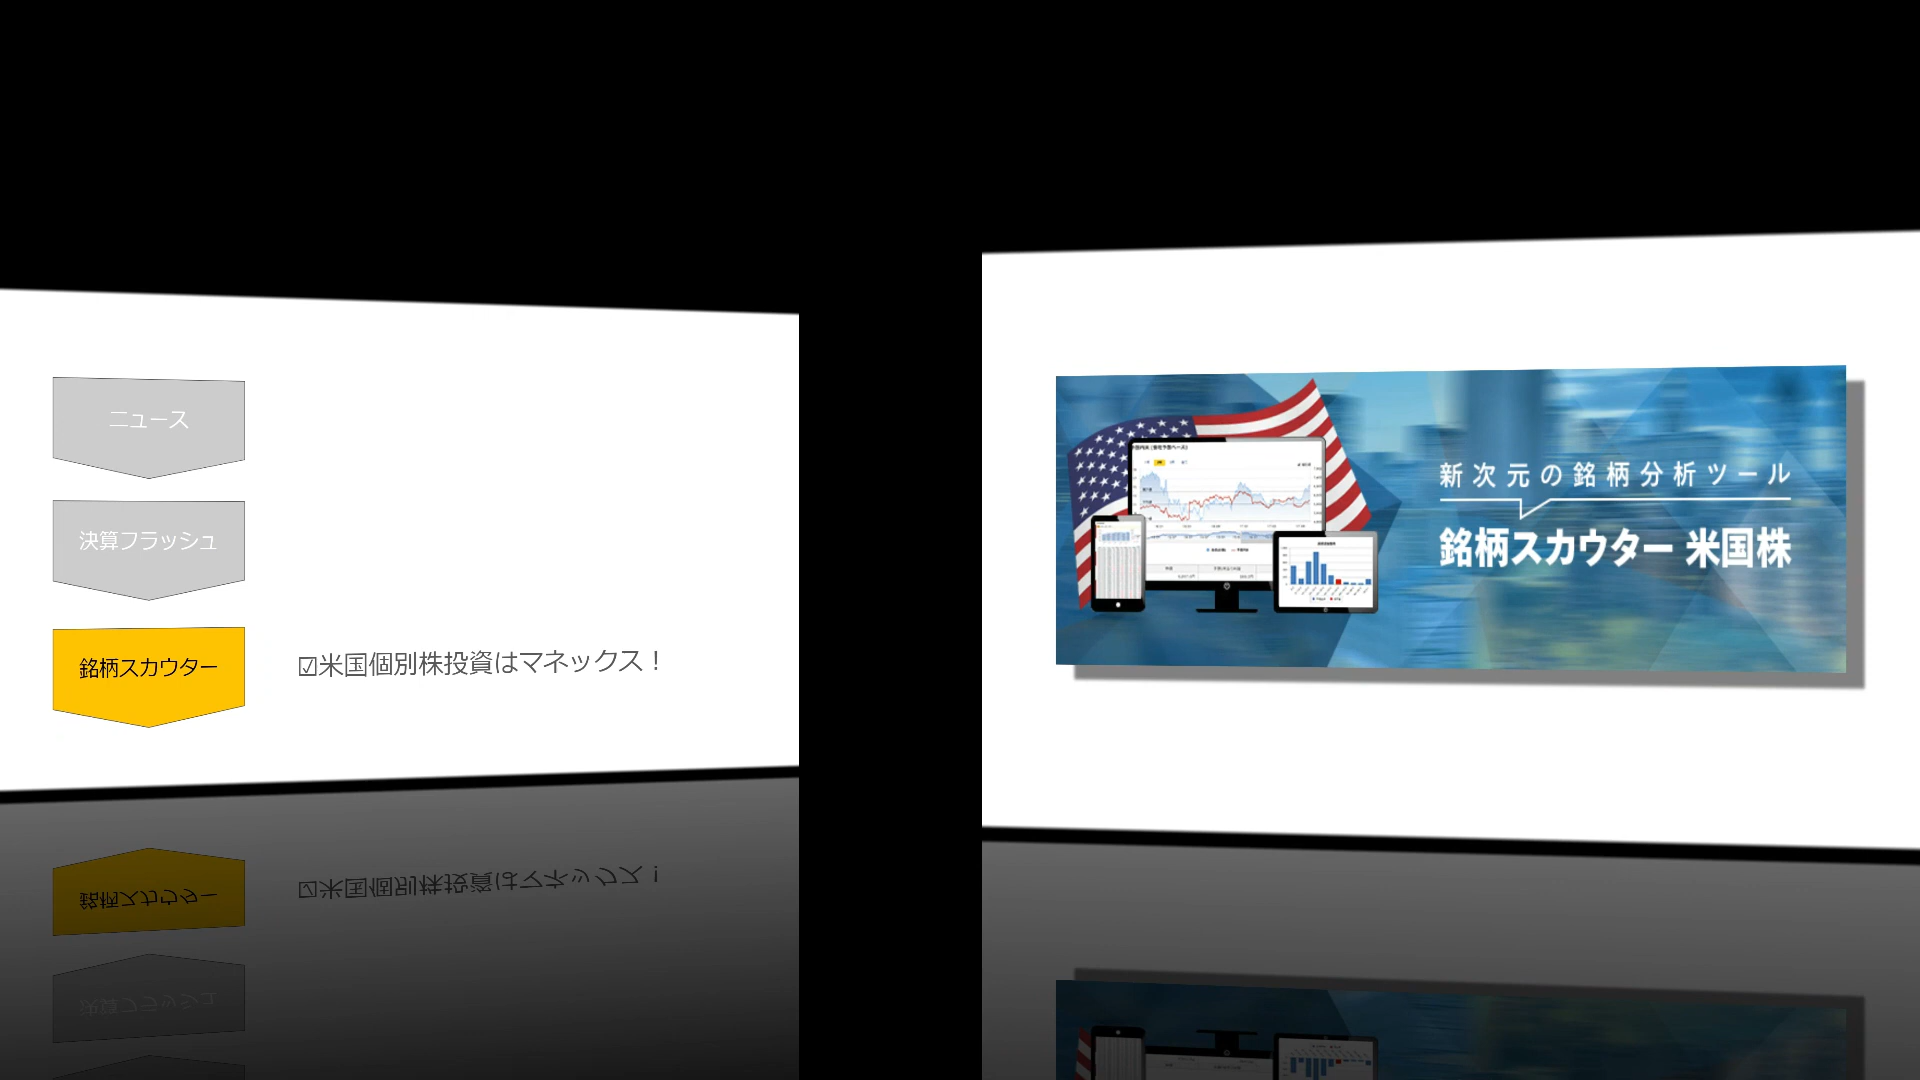 ニュース
決算フラッシュ
銘柄スカウター
☑米国個別株投資はマネックス！
新次元の銘柄分析ツール
銘柄スカウター 米国株